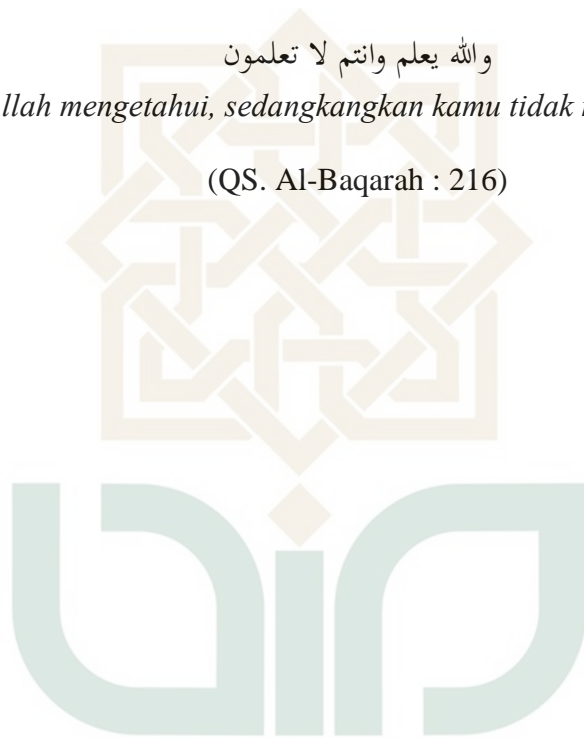 والله يعلم وانتم لا تعلمون
llah mengetahui, sedangkangkan kamu tidak
(QS. Al-Baqarah : 216)